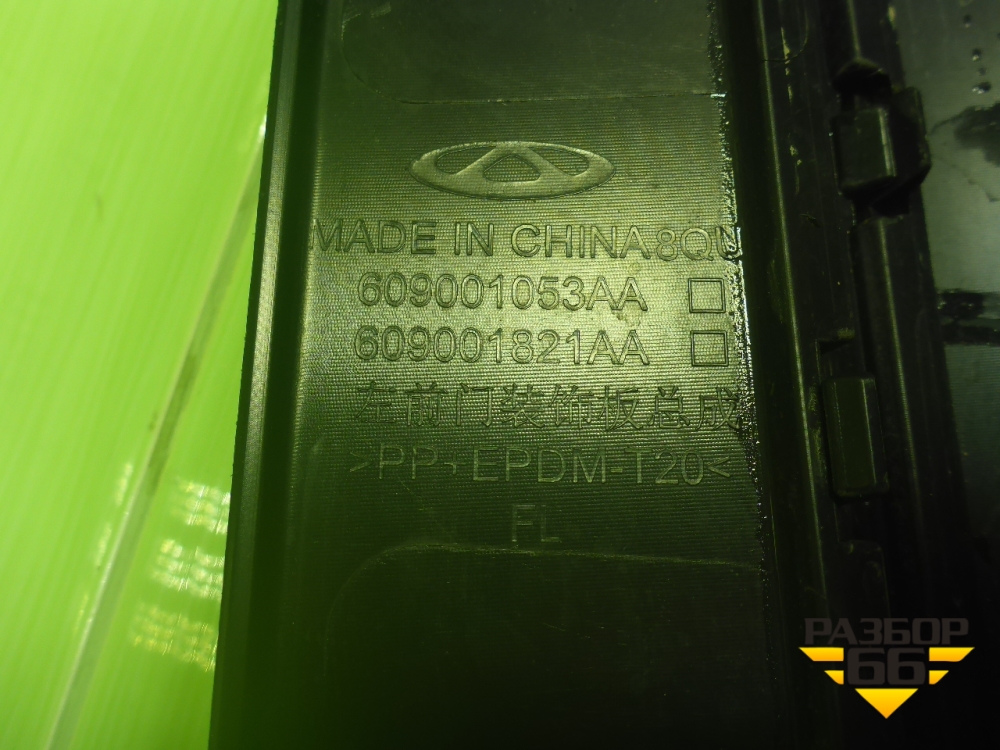 MADE IN CHINA 8QU
609001053AA □
609001821AA □
左前门装饰板总成
>PP+EPDM-T20<
FL
РАЗБОР
66